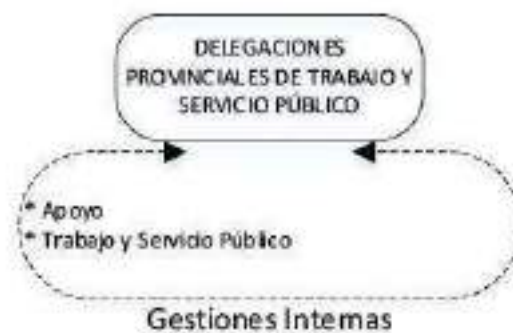 DELEGACIONES
PROVINCIALES DE TRABAJO Y
SERVICIO PÚBLICO
* Apoyo
* Trabajo y Servicio Público
Gestiones Internas